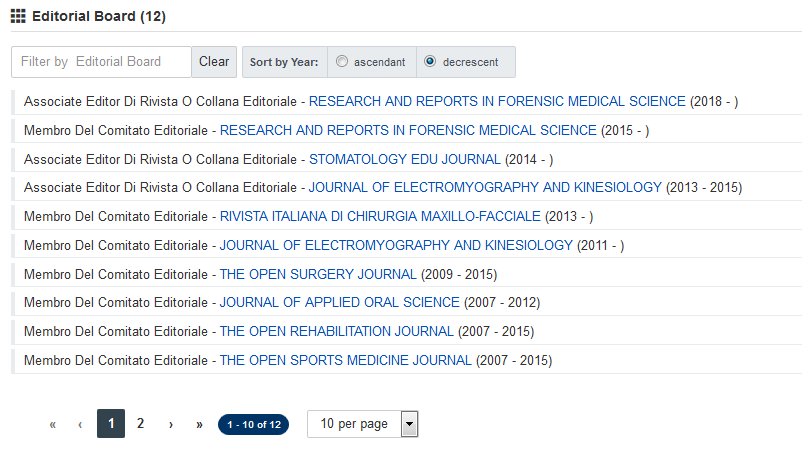 Editorial Board (12)
Filter by Editorial Board Clear Sort by Year: ascendant decrescent
Associate Editor Di Rivista O Collana Editoriale - RESEARCH AND REPORTS IN FORENSIC MEDICAL SCIENCE (2018 - )
Membro Del Comitato Editoriale - RESEARCH AND REPORTS IN FORENSIC MEDICAL SCIENCE (2015 - )
Associate Editor Di Rivista O Collana Editoriale - STOMATOLOGY EDU JOURNAL (2014 - )
Associate Editor Di Rivista O Collana Editoriale - JOURNAL OF ELECTROMYOGRAPHY AND KINESIOLOGY (2013 - 2015)
Membro Del Comitato Editoriale - RIVISTA ITALIANA DI CHIRURGIA MAXILLO-FACCIALE (2013 - )
Membro Del Comitato Editoriale - JOURNAL OF ELECTROMYOGRAPHY AND KINESIOLOGY (2011 - )
Membro Del Comitato Editoriale - THE OPEN SURGERY JOURNAL (2009 - 2015)
Membro Del Comitato Editoriale - JOURNAL OF APPLIED ORAL SCIENCE (2007 - 2012)
Membro Del Comitato Editoriale - THE OPEN REHABILITATION JOURNAL (2007 - 2015)
Membro Del Comitato Editoriale - THE OPEN SPORTS MEDICINE JOURNAL (2007 - 2015)
« ‹ 1 2 › » 1 - 10 of 12 10 per page